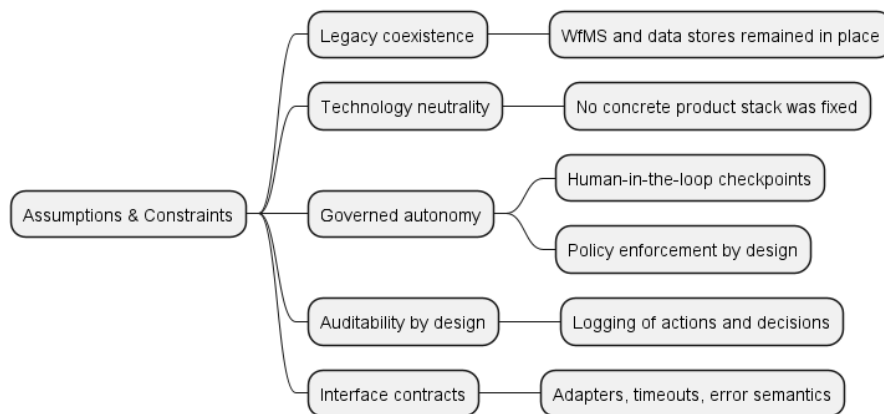 Legacy coexistence
WfMS and data stores remained in place
Technology neutrality
No concrete product stack was fixed
Human-in-the-loop checkpoints
Assumptions & Constraints
Governed autonomy
Policy enforcement by design
Auditability by design
Logging of actions and decisions
Interface contracts
Adapters, timeouts, error semantics